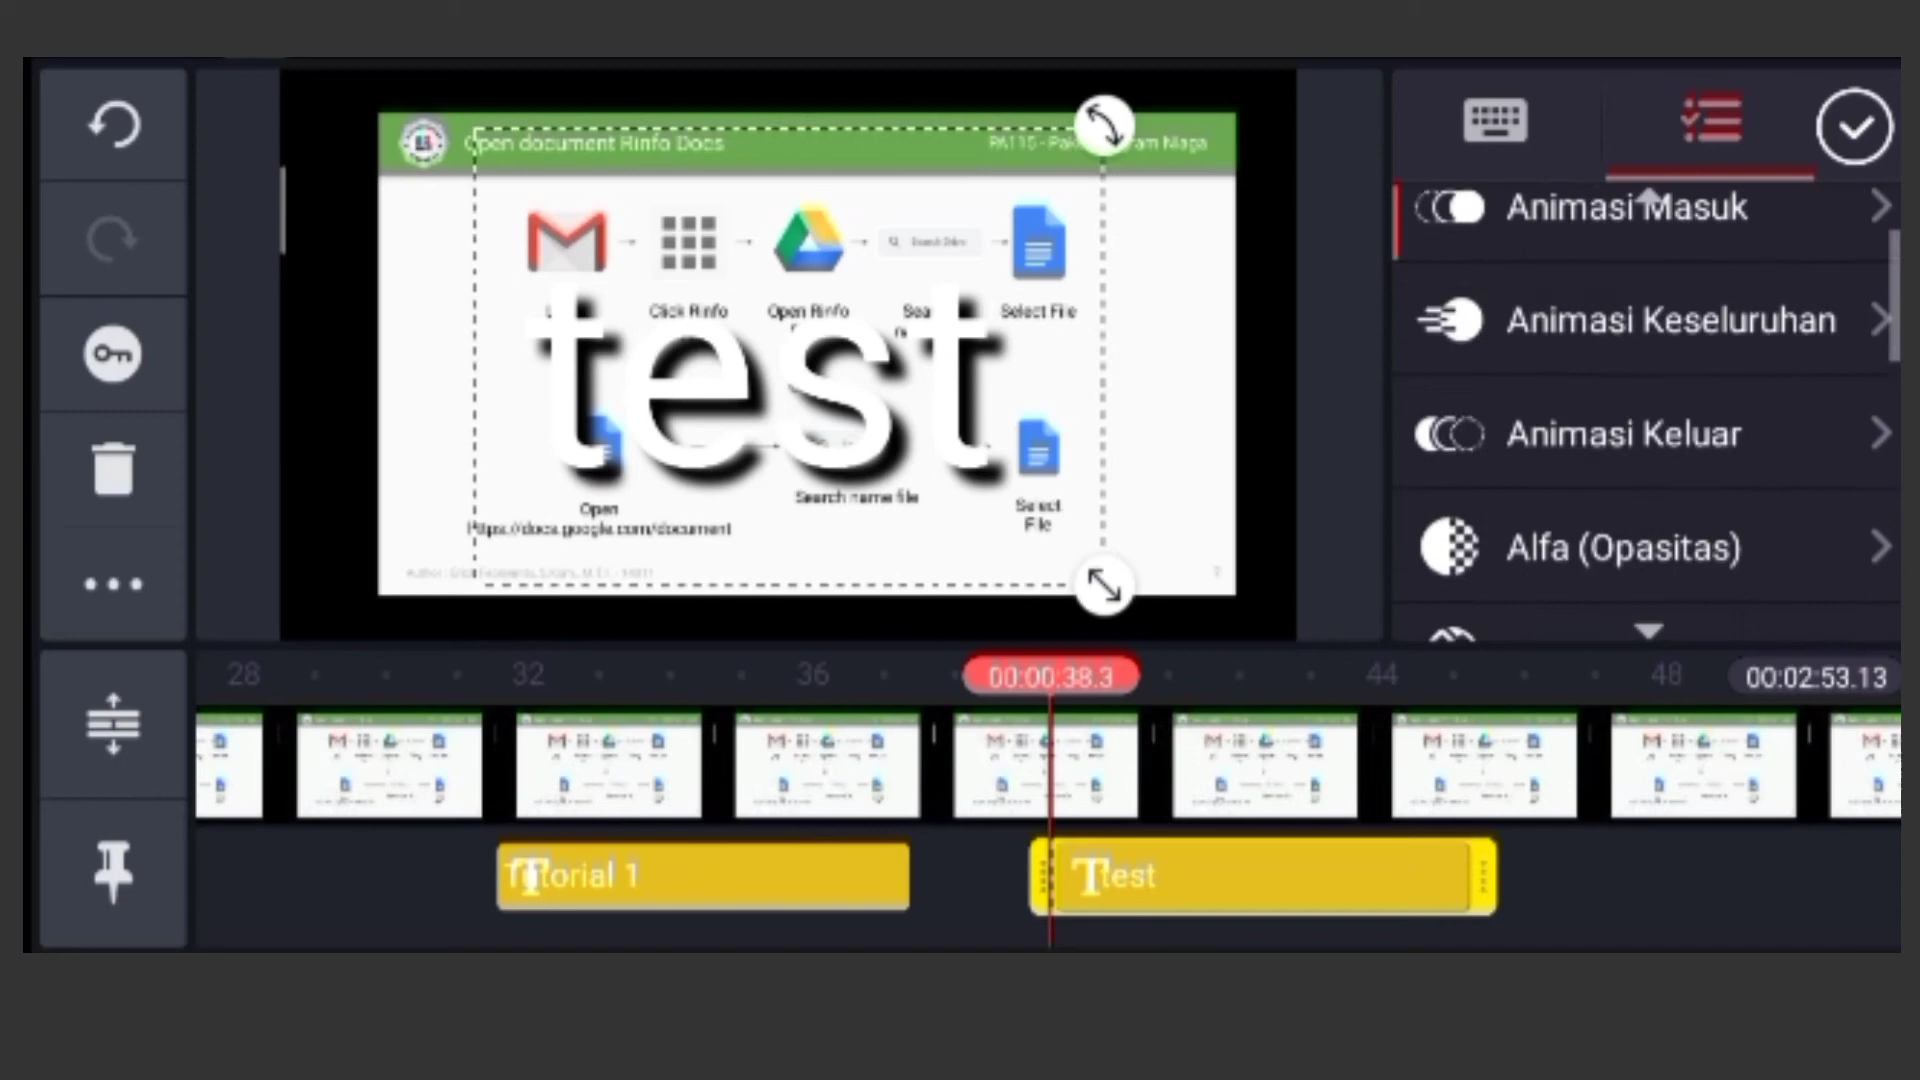 Open document Rinfo Docs
Animasi Masuk
Animasi Keseluruhan
Animasi Keluar
Alfa (Opasitas)
Click Rinfo
Open Rinfo
Select File
test
Open
https://docs.google.com/document
Search name file
Select
File
28
32
36
00:00:38.3
44
48
00:02:53.13
Tutorial 1
test